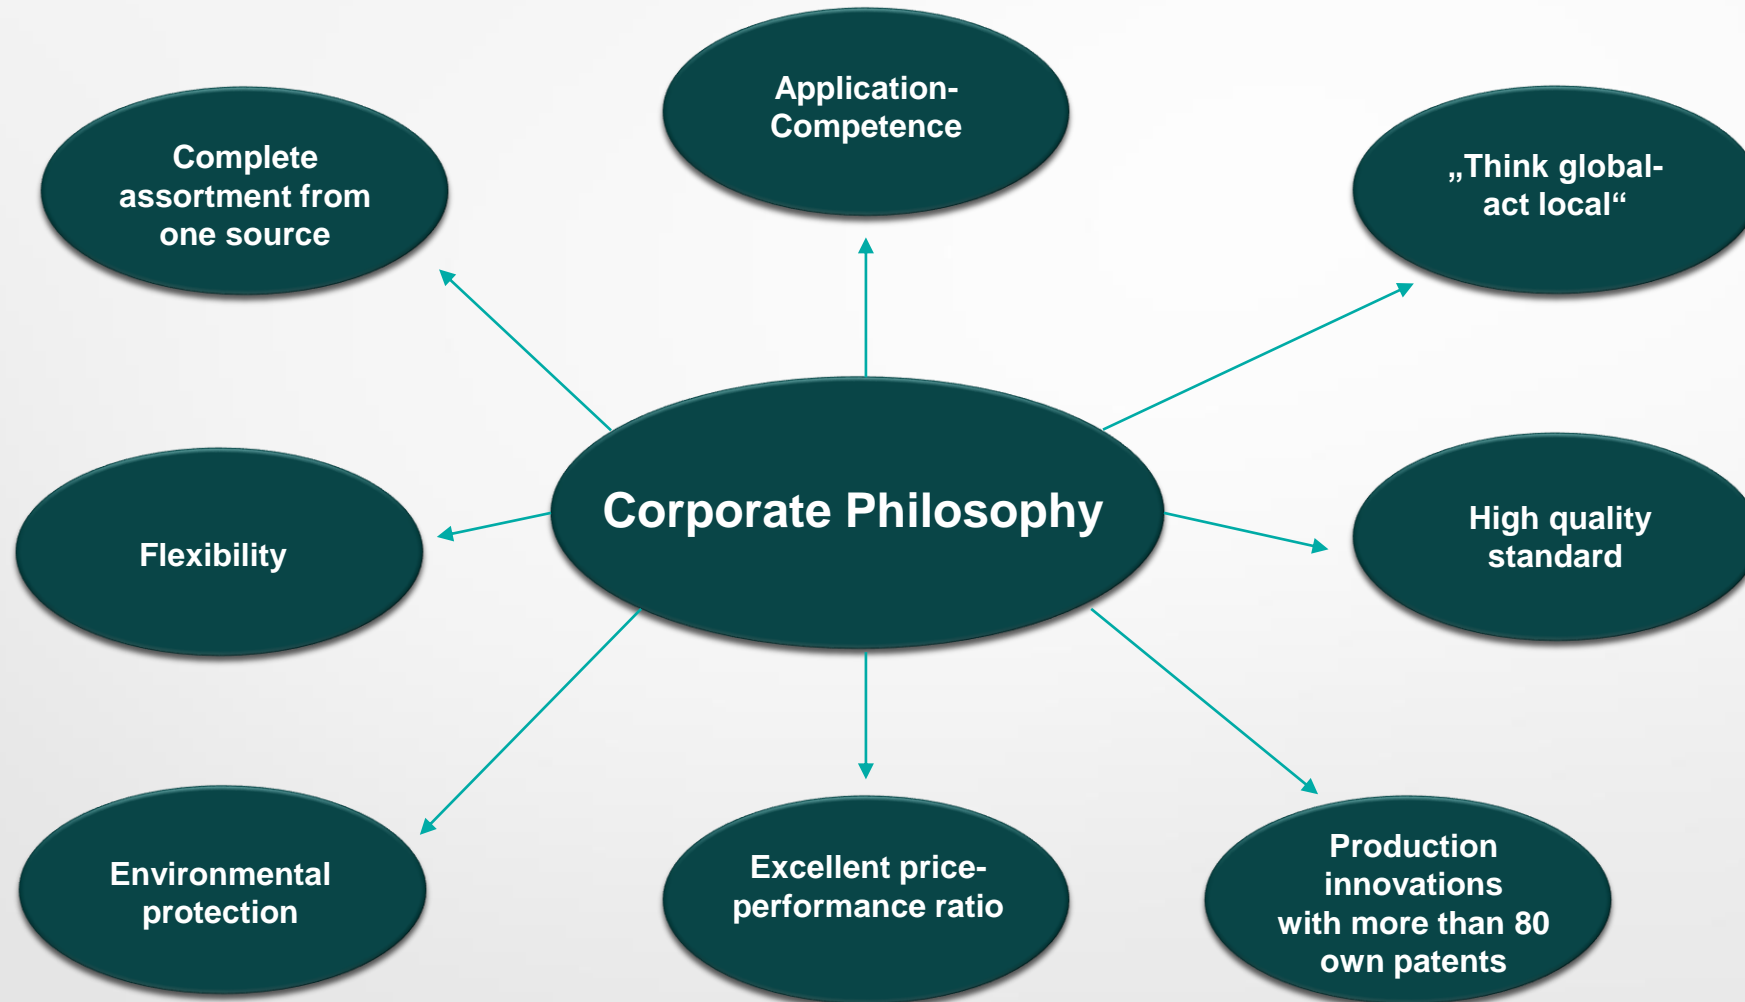 Application-
Competence
Complete
assortment from
one source
„Think global-
act local“
Corporate Philosophy
Flexibility
High quality
standard
Environmental
protection
Excellent price-
performance ratio
Production
innovations
with more than 80
own patents